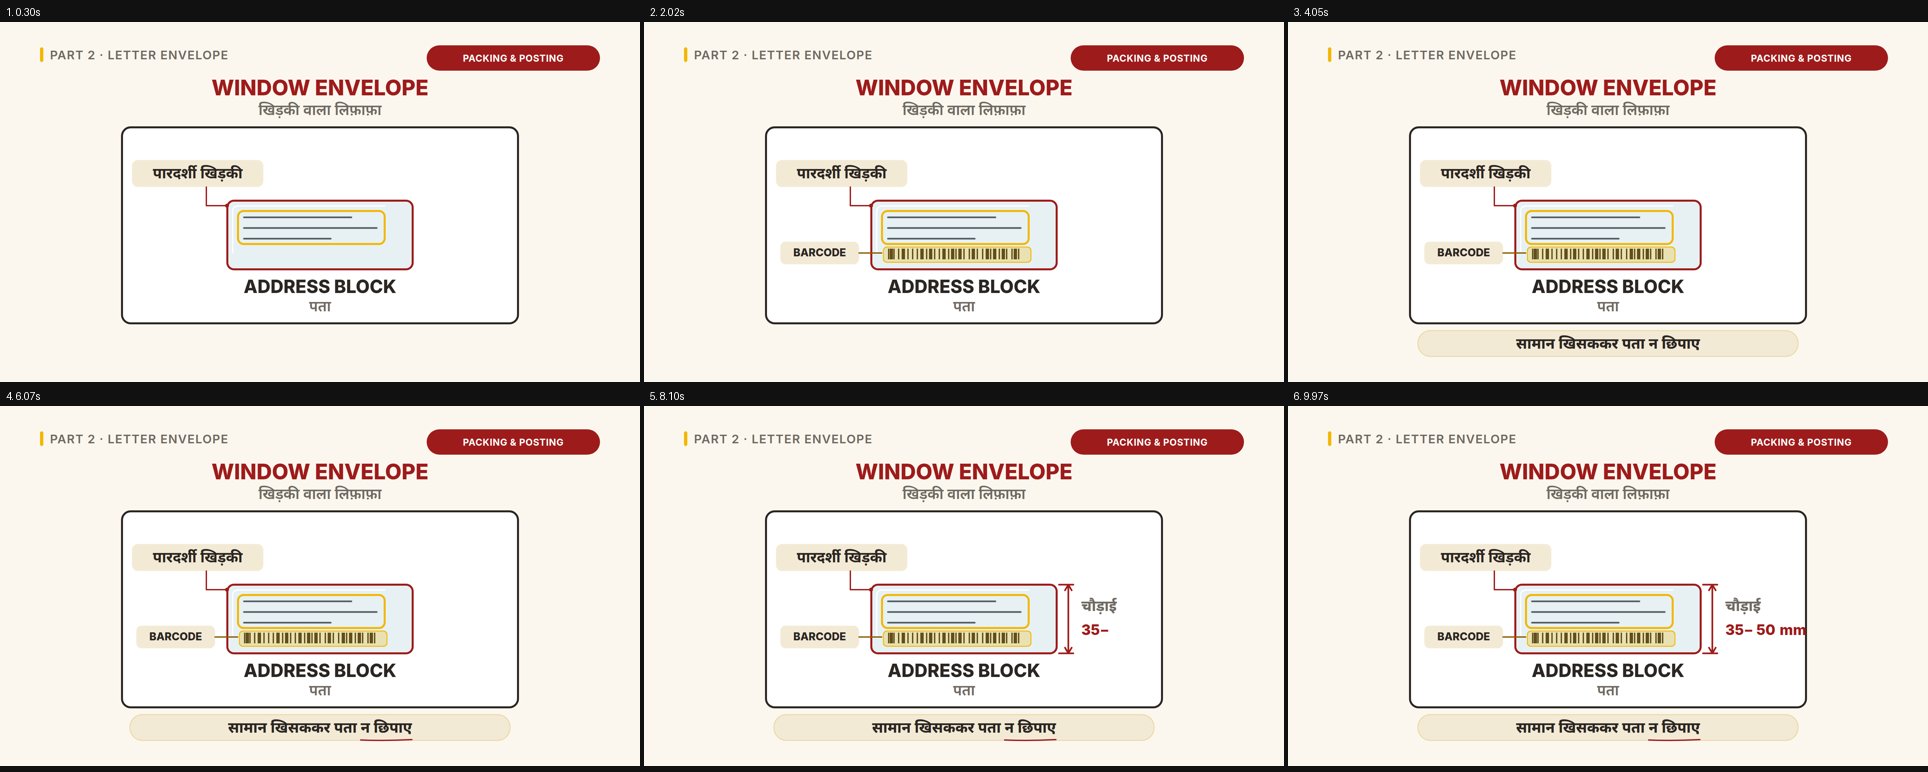 1. 0.30s
PART 2 · LETTER ENVELOPE
PACKING & POSTING
WINDOW ENVELOPE
खिड़की वाला लिफ़ाफ़ा
पारदर्शी खिड़की
ADDRESS BLOCK
पता
2. 2.02s
PART 2 · LETTER ENVELOPE
PACKING & POSTING
WINDOW ENVELOPE
खिड़की वाला लिफ़ाफ़ा
पारदर्शी खिड़की
BARCODE
ADDRESS BLOCK
पता
3. 4.05s
PART 2 · LETTER ENVELOPE
PACKING & POSTING
WINDOW ENVELOPE
खिड़की वाला लिफ़ाफ़ा
पारदर्शी खिड़की
BARCODE
ADDRESS BLOCK
पता
सामान खिसककर पता न छिपाए
4. 6.07s
PART 2 · LETTER ENVELOPE
PACKING & POSTING
WINDOW ENVELOPE
खिड़की वाला लिफ़ाफ़ा
पारदर्शी खिड़की
BARCODE
ADDRESS BLOCK
पता
सामान खिसककर पता न छिपाए
5. 8.10s
PART 2 · LETTER ENVELOPE
PACKING & POSTING
WINDOW ENVELOPE
खिड़की वाला लिफ़ाफ़ा
पारदर्शी खिड़की
चौड़ाई
35–
BARCODE
ADDRESS BLOCK
पता
सामान खिसककर पता न छिपाए
6. 9.97s
PART 2 · LETTER ENVELOPE
PACKING & POSTING
WINDOW ENVELOPE
खिड़की वाला लिफ़ाफ़ा
पारदर्शी खिड़की
चौड़ाई
35– 50 mm
BARCODE
ADDRESS BLOCK
पता
सामान खिसककर पता न छिपाए